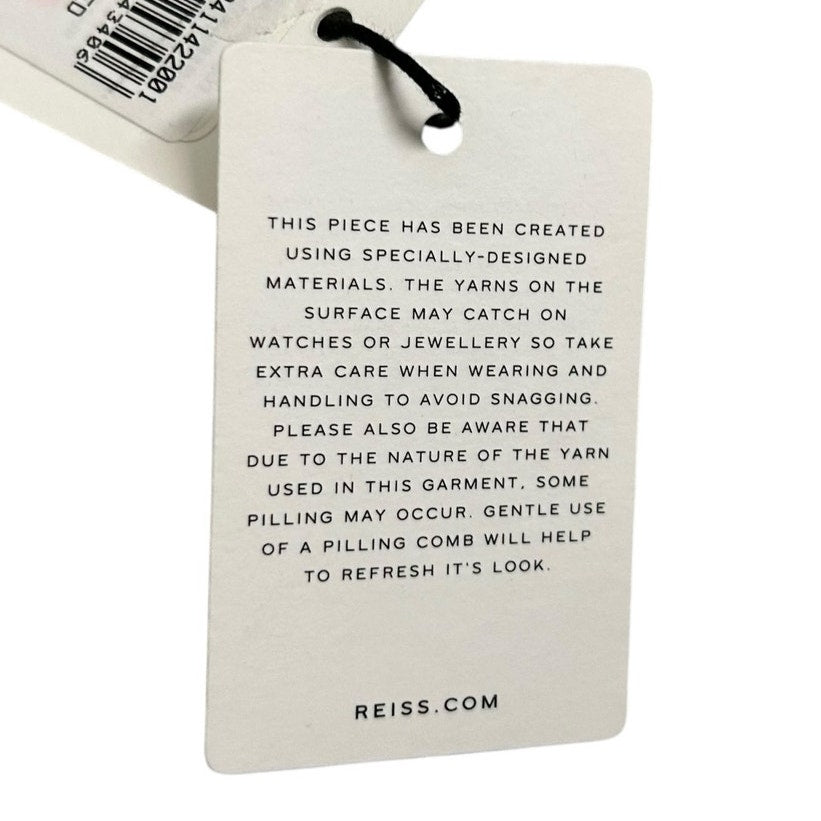 THIS PIECE HAS BEEN CREATED
USING SPECIALLY-DESIGNED
MATERIALS. THE YARNS ON THE
SURFACE MAY CATCH ON
WATCHES OR JEWELLERY SO TAKE
EXTRA CARE WHEN WEARING AND
HANDLING TO AVOID SNAGGING.
PLEASE ALSO BE AWARE THAT
DUE TO THE NATURE OF THE YARN
USED IN THIS GARMENT, SOME
PILLING MAY OCCUR. GENTLE USE
OF A PILLING COMB WILL HELP
TO REFRESH IT'S LOOK.
REISS.COM